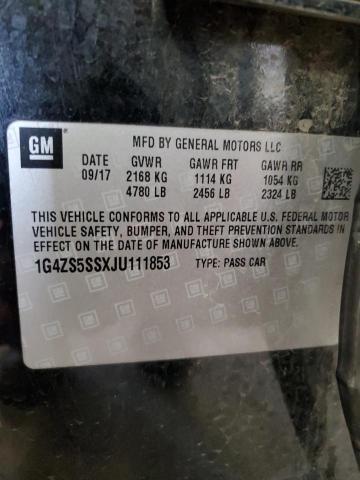 GM MFD BY GENERAL MOTORS LLC
DATE GVWR GAWR FRT GAWR RR
09/17 2168 KG 1114 KG 1054 KG
4780 LB 2456 LB 2324 LB
THIS VEHICLE CONFORMS TO ALL APPLICABLE U.S. FEDERAL MOTOR
VEHICLE SAFETY, BUMPER, AND THEFT PREVENTION STANDARDS IN
EFFECT ON THE DATE OF MANUFACTURE SHOWN ABOVE.
1G4ZS5SSXJU111853 TYPE: PASS CAR